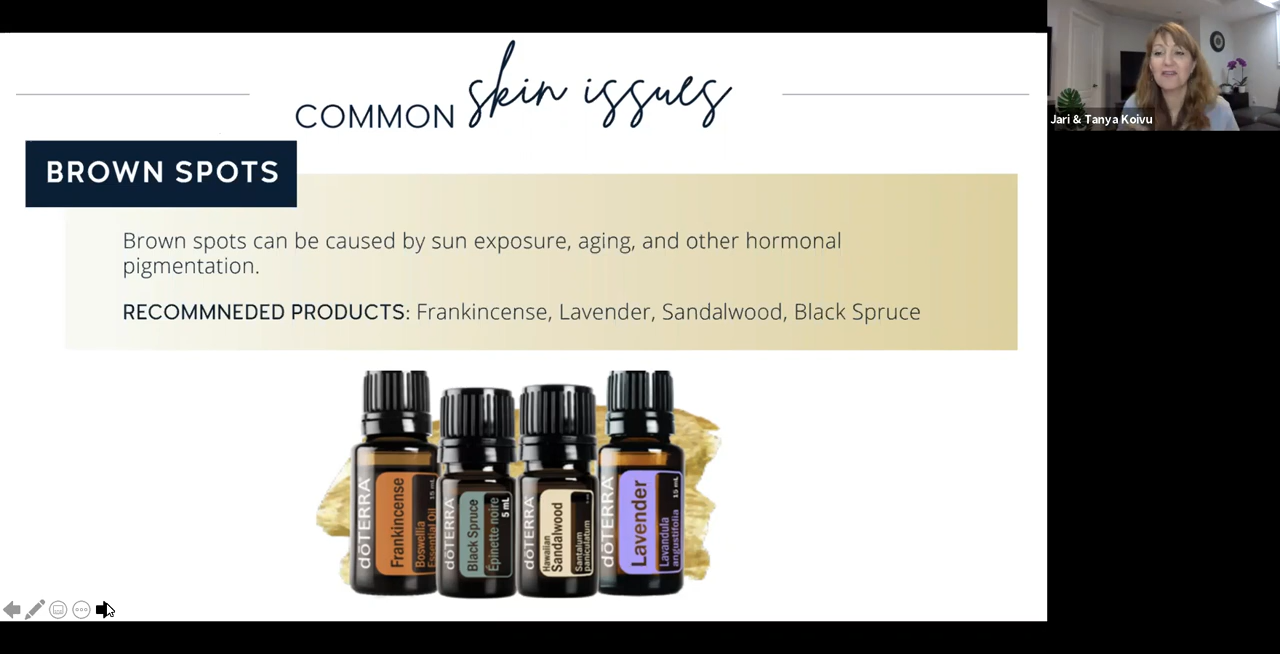 COMMON skin issues
BROWN SPOTS
Brown spots can be caused by sun exposure, aging, and other hormonal
pigmentation.
RECOMMNEDED PRODUCTS: Frankincense, Lavender, Sandalwood, Black Spruce
dōTERRA
Frankincense
Boswellia
Essential Oil 15 mL
dōTERRA
Black Spruce
Épinette noire
5 mL
dōTERRA
Hawaiian
Sandalwood
Santalum
paniculatum
dōTERRA
Lavender
Lavandula
angustifolia
15 mL
Jari & Tanya Koivu